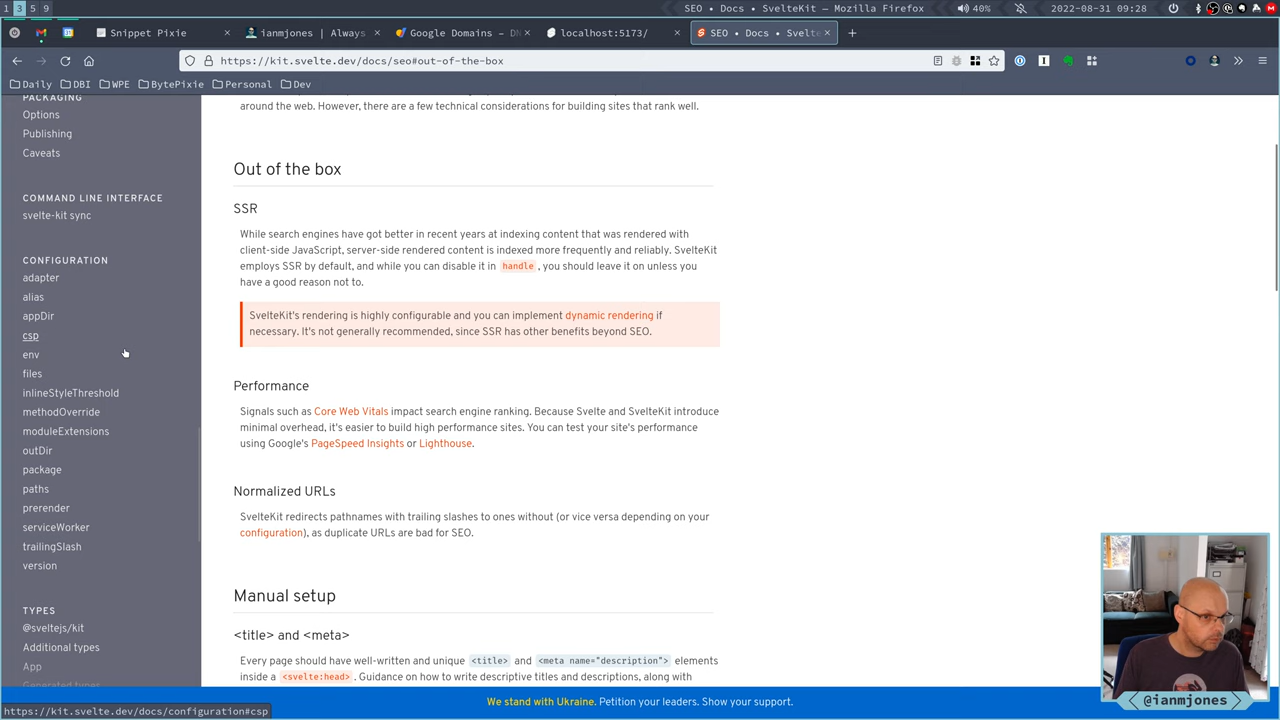 1 3 5 9
SEO • Docs • SvelteKit — Mozilla Firefox
40%
2022-08-31 09:28
Snippet Pixie
ianmjones | Always
Google Domains – DN
localhost:5173/
SEO • Docs • Svelte
https://kit.svelte.dev/docs/seo#out-of-the-box
Daily
DBI
WPE
BytePixie
Personal
Dev
PACKAGING
Options
Publishing
Caveats
COMMAND LINE INTERFACE
svelte-kit sync
CONFIGURATION
adapter
alias
appDir
csp
env
files
inlineStyleThreshold
methodOverride
moduleExtensions
outDir
package
paths
prerender
serviceWorker
trailingSlash
version
TYPES
@sveltejs/kit
Additional types
App
Generated types
around the web. However, there are a few technical considerations for building sites that rank well.
Out of the box
SSR
While search engines have got better in recent years at indexing content that was rendered with
client-side JavaScript, server-side rendered content is indexed more frequently and reliably. SvelteKit
employs SSR by default, and while you can disable it in handle, you should leave it on unless you
have a good reason not to.
SvelteKit's rendering is highly configurable and you can implement dynamic rendering if
necessary. It's not generally recommended, since SSR has other benefits beyond SEO.
Performance
Signals such as Core Web Vitals impact search engine ranking. Because Svelte and SvelteKit introduce
minimal overhead, it's easier to build high performance sites. You can test your site's performance
using Google's PageSpeed Insights or Lighthouse.
Normalized URLs
SvelteKit redirects pathnames with trailing slashes to ones without (or vice versa depending on your
configuration), as duplicate URLs are bad for SEO.
Manual setup
<title> and <meta>
Every page should have well-written and unique <title> and <meta name="description"> elements
inside a <svelte:head>. Guidance on how to write descriptive titles and descriptions, along with
We stand with Ukraine. Petition your leaders. Show your support.
https://kit.svelte.dev/docs/configuration#csp
@ianmjones